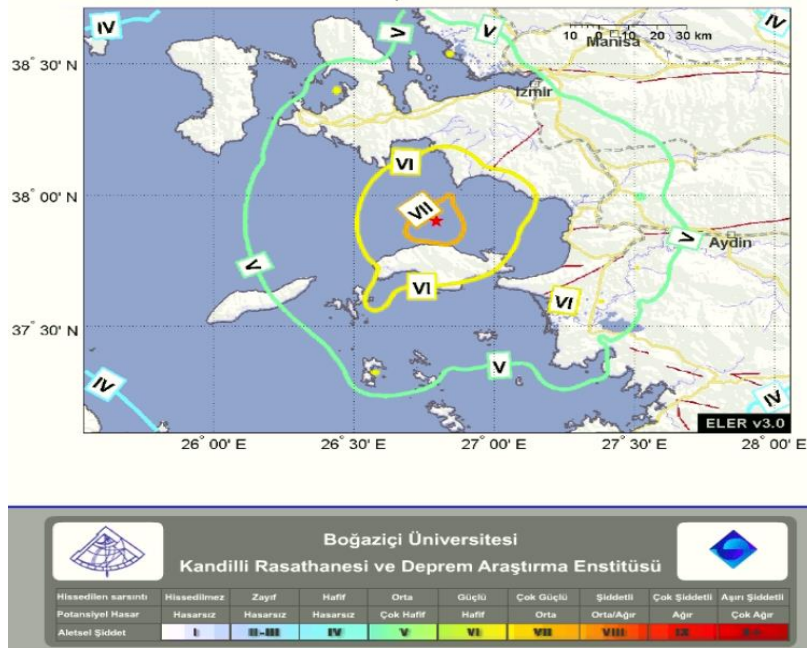 IV
V
V
IV
10 0 10 20 30 km
Manisa
38° 30' N
Izmir
VI
38° 00' N
VII
V
Aydin
V
VI
VI
37° 30' N
V
IV
IV
ELER v3.0
26° 00' E 26° 30' E 27° 00' E 27° 30' E 28° 00' E
Boğaziçi Üniversitesi
Kandilli Rasathanesi ve Deprem Araştırma Enstitüsü
Hissedilen sarsıntı Hissedilmez Zayıf Hafif Orta Güçlü Çok Güçlü Şiddetli Çok Şiddetli Aşırı Şiddetli
Potansiyel Hasar Hasarsız Hasarsız Hasarsız Çok Hafif Hafif Orta Orta/Ağır Ağır Çok Ağır
Aletsel Şiddet I II-III IV V VI VII VIII IX